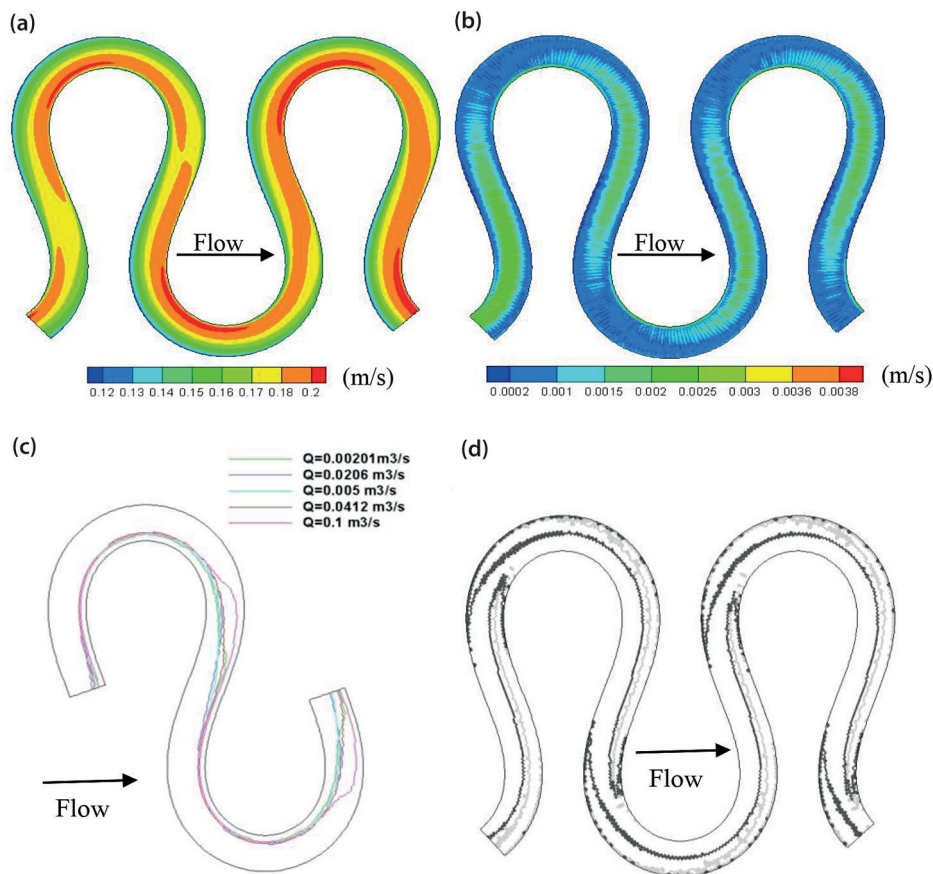 (a)
(b)
Flow
Flow
(m/s)
0.12 0.13 0.14 0.15 0.16 0.17 0.18 0.2
(m/s)
0.0002 0.001 0.0015 0.002 0.0025 0.003 0.0036 0.0038
(c)
Q=0.00201m3/s
Q=0.0206 m3/s
Q=0.005 m3/s
Q=0.0412 m3/s
Q=0.1 m3/s
(d)
Flow
Flow